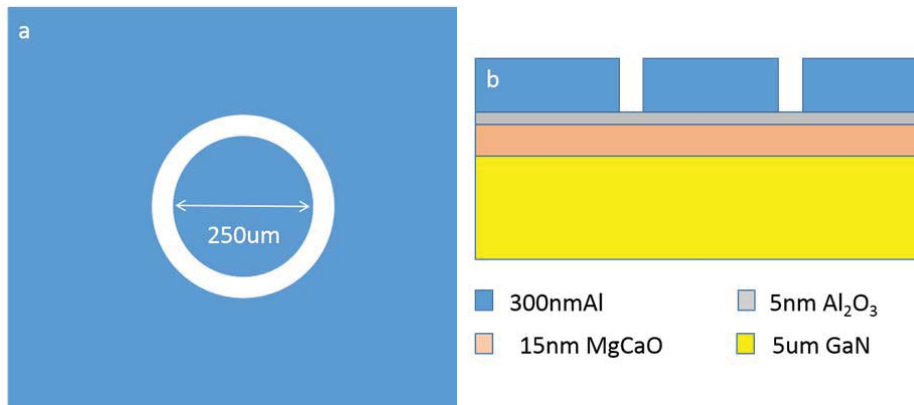 a
250um
b
300nmAl
5nm Al₂O₃
15nm MgCaO
5um GaN